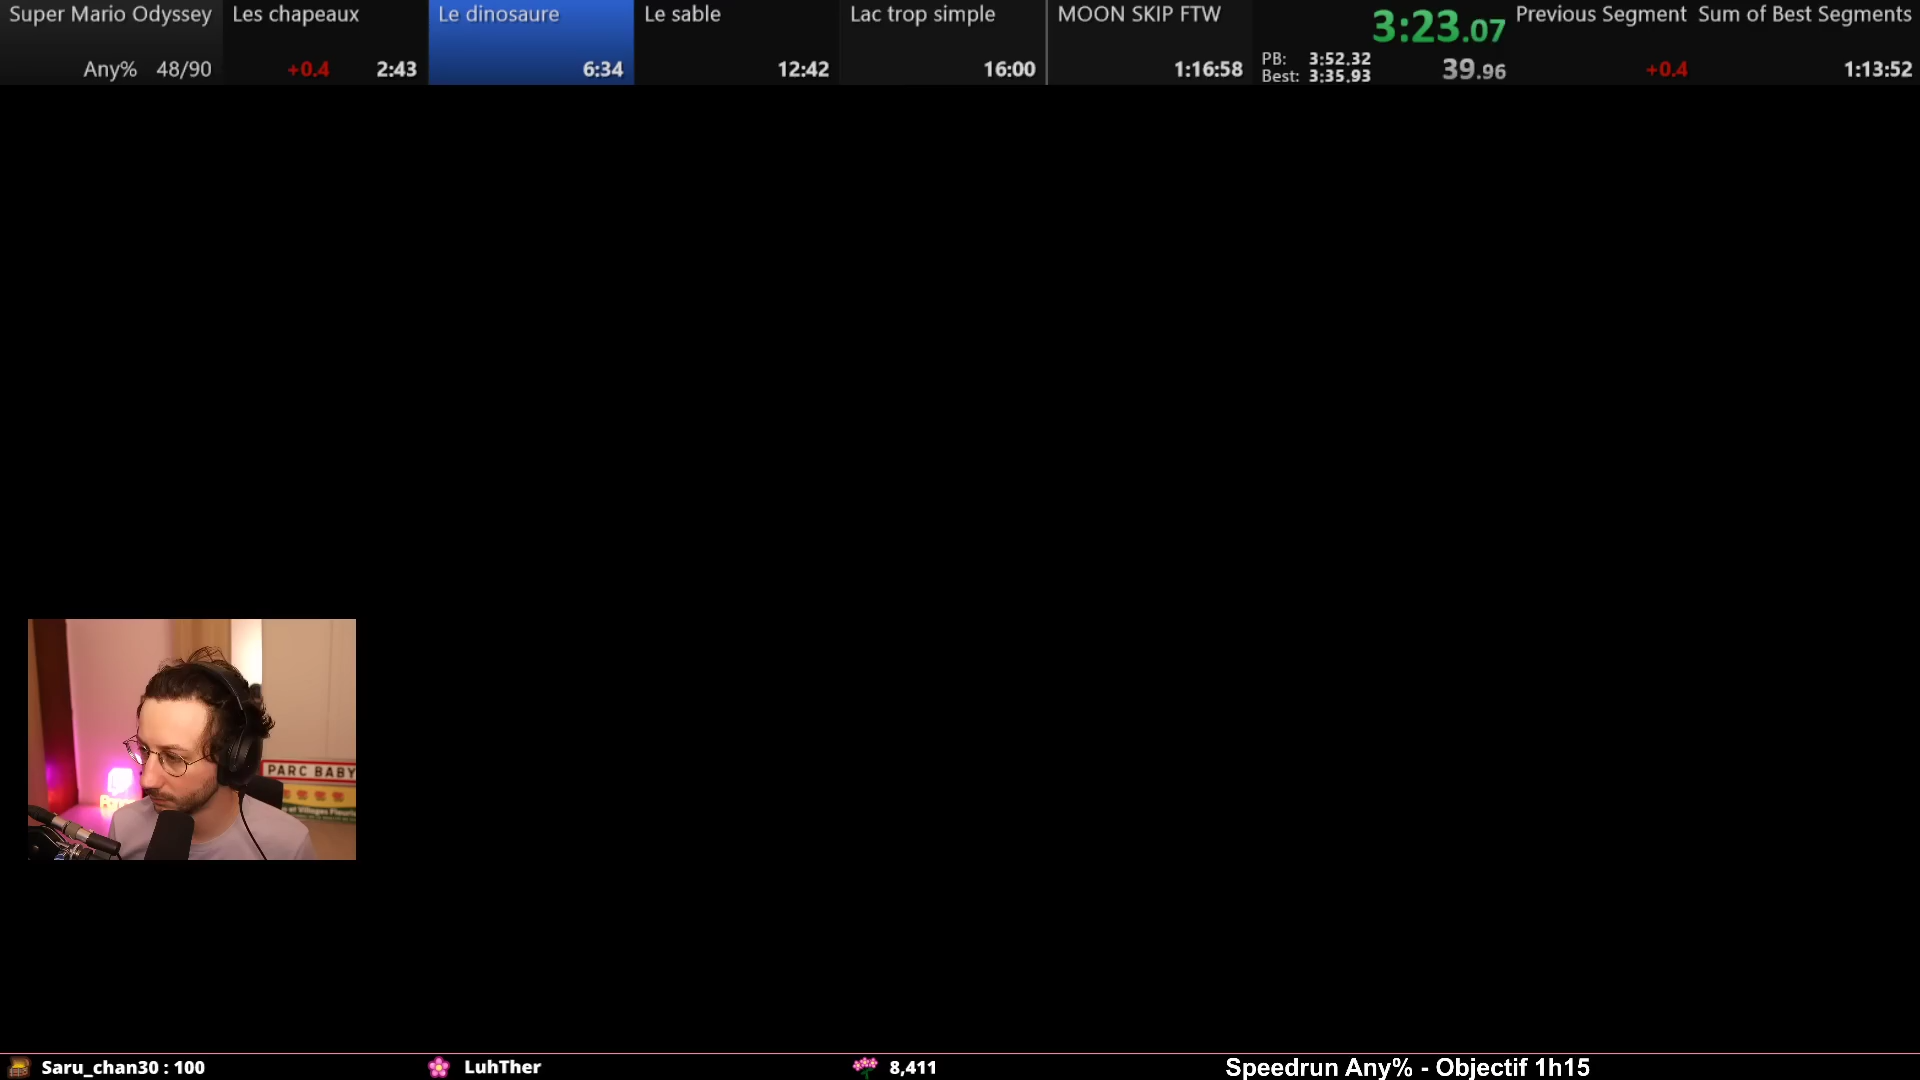 Super Mario Odyssey
Any% 48/90
Les chapeaux
+0.4 2:43
Le dinosaure
6:34
Le sable
12:42
Lac trop simple
16:00
MOON SKIP FTW
1:16:58
3:23.07
PB: 3:52.32
Best: 3:35.93
39.96
Previous Segment
+0.4
Sum of Best Segments
1:13:52
PARC BABY
Saru_chan30 : 100
LuhTher
8,411
Speedrun Any% - Objectif 1h15